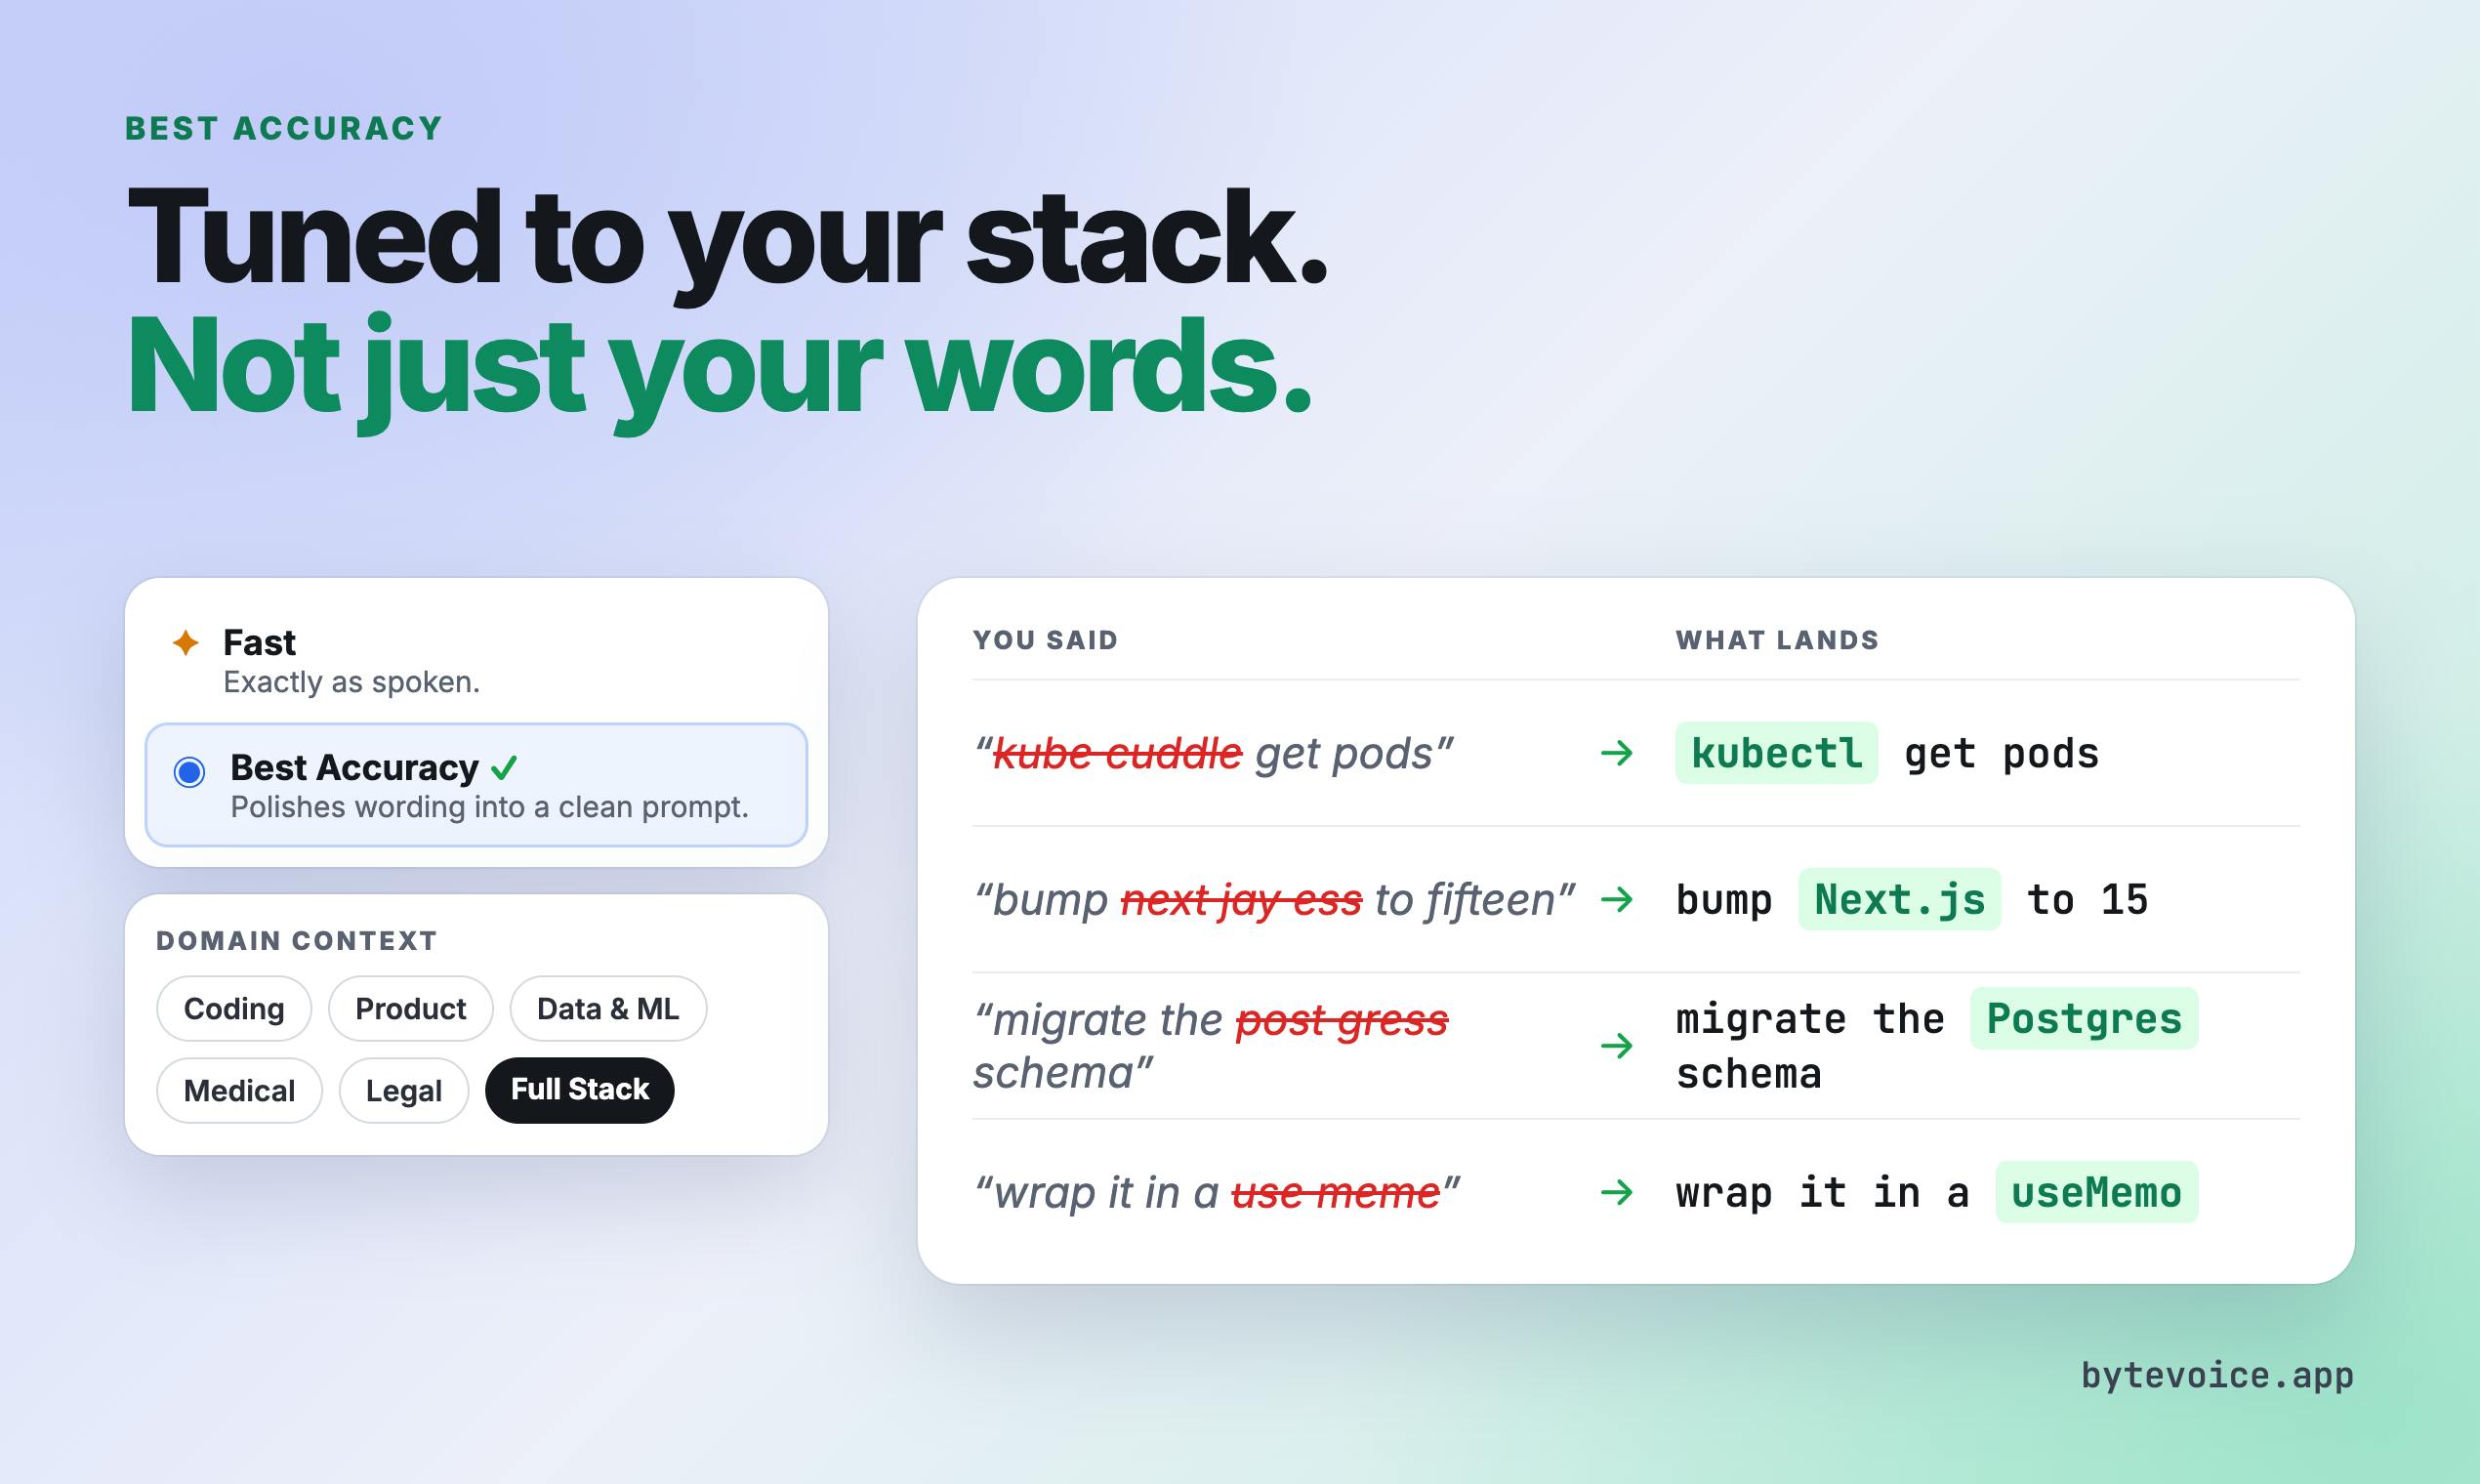 BEST ACCURACY
Tuned to your stack.
Not just your words.
Fast
Exactly as spoken.
Best Accuracy
Polishes wording into a clean prompt.
DOMAIN CONTEXT
Coding
Product
Data & ML
Medical
Legal
Full Stack
YOU SAID
WHAT LANDS
“kube cuddle get pods”
kubectl get pods
“bump next jay ess to fifteen”
bump Next.js to 15
“migrate the post gress
schema”
migrate the Postgres
schema
“wrap it in a use meme”
wrap it in a useMemo
bytevoice.app